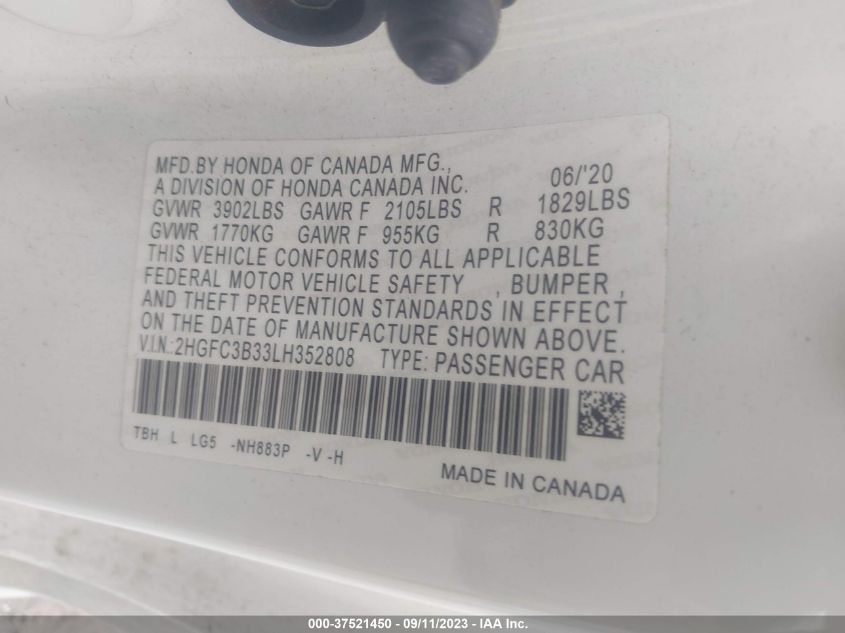 MFD.BY HONDA OF CANADA MFG.,
A DIVISION OF HONDA CANADA INC. 06/'20
GVWR 3902LBS GAWR F 2105LBS R 1829LBS
GVWR 1770KG GAWR F 955KG R 830KG
THIS VEHICLE CONFORMS TO ALL APPLICABLE
FEDERAL MOTOR VEHICLE SAFETY , BUMPER ,
AND THEFT PREVENTION STANDARDS IN EFFECT
ON THE DATE OF MANUFACTURE SHOWN ABOVE.
V.I.N.:2HGFC3B33LH352808 TYPE: PASSENGER CAR
TBH L LG5 -NH883P -V -H
MADE IN CANADA
000-37521450 - 09/11/2023 - IAA Inc.